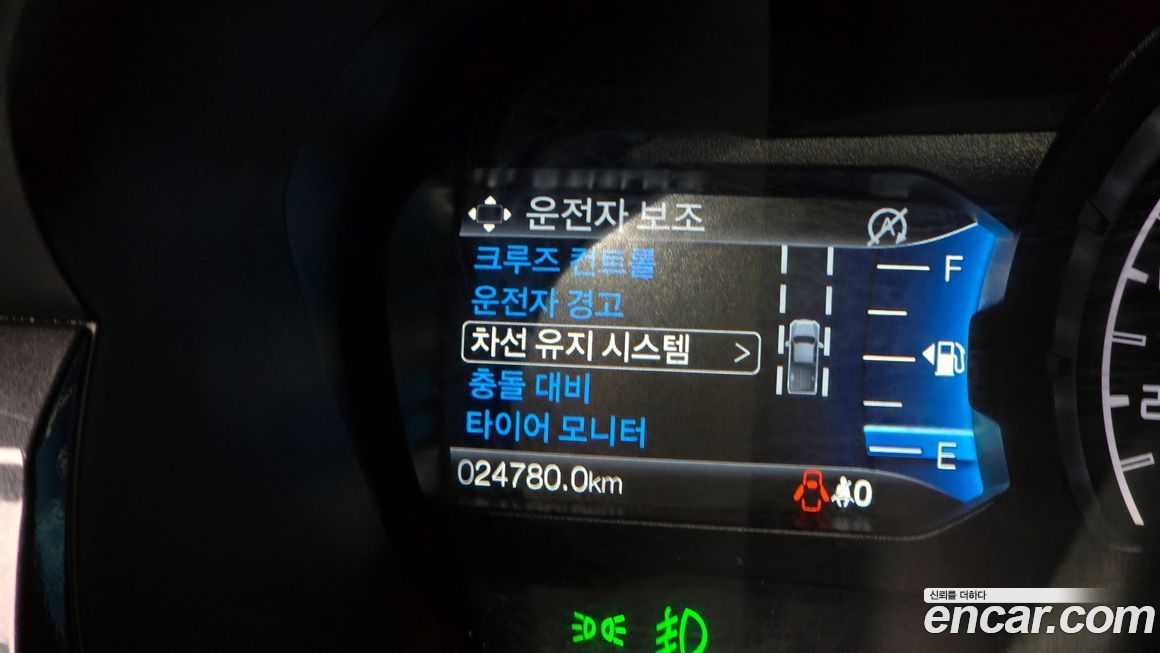 운전자 보조
크루즈 컨트롤
F
운전자 경고
차선 유지 시스템 >
충돌 대비
타이어 모니터
E
024780.0km
0
2
신뢰를 더하다
encar.com